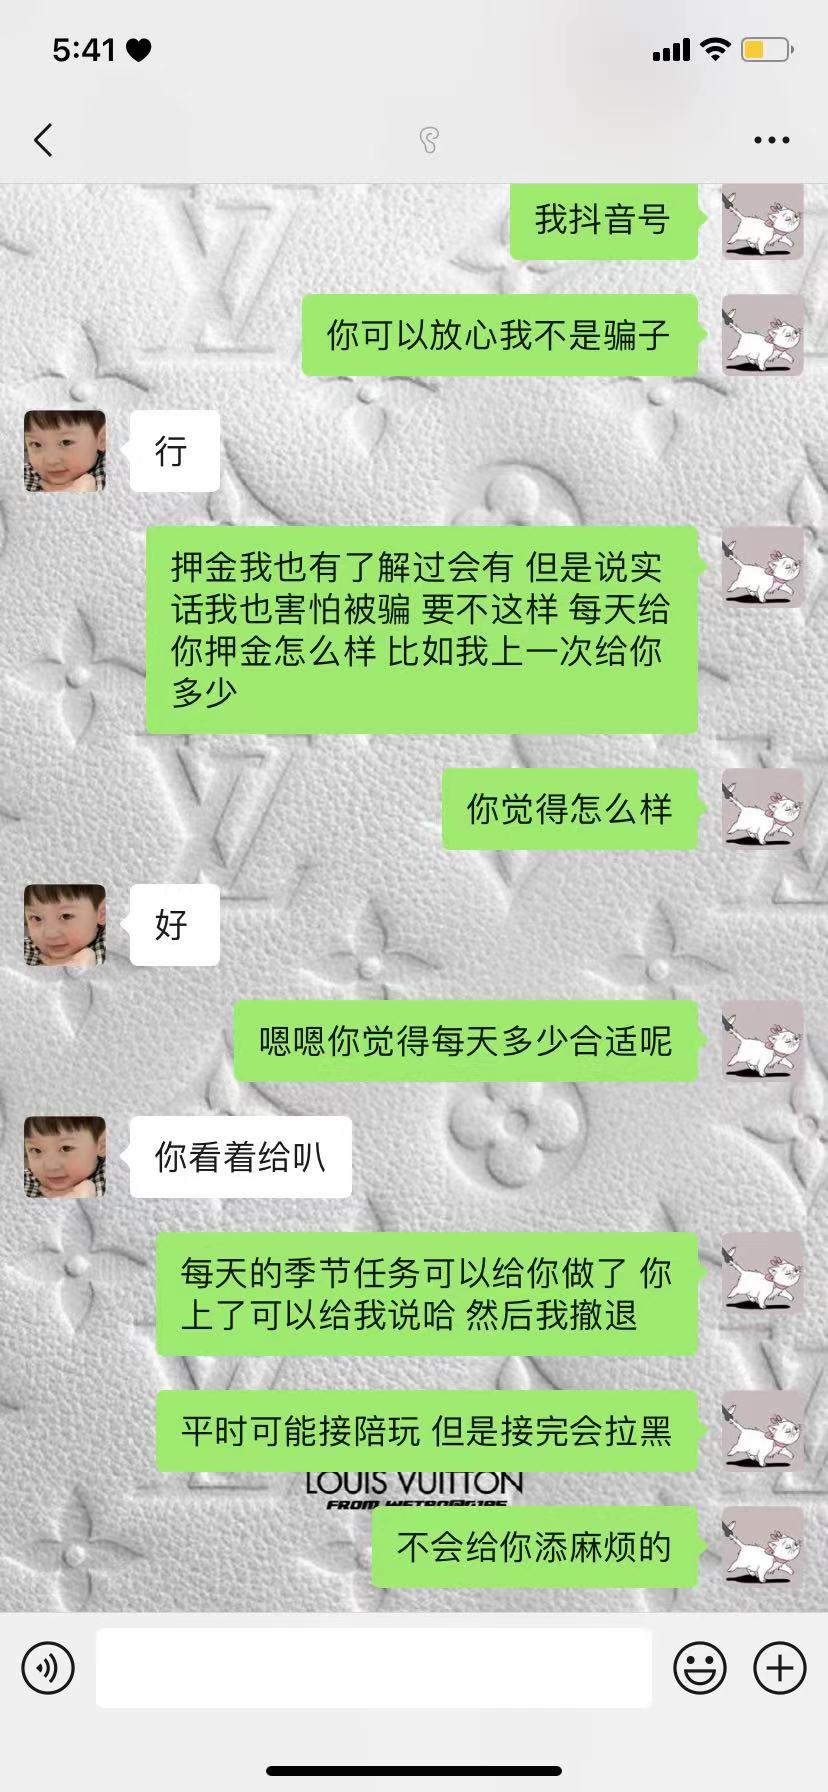 5:41
我抖音号
你可以放心我不是骗子
行
押金我也有了解过会有 但是说实
话我也害怕被骗 要不这样 每天给
你押金怎么样 比如我上一次给你
多少
你觉得怎么样
好
嗯嗯你觉得每天多少合适呢
你看着给叭
每天的季节任务可以给你做了 你
上了可以给我说哈 然后我撤退
平时可能接陪玩 但是接完会拉黑
LOUIS VUITTON
FROM
不会给你添麻烦的